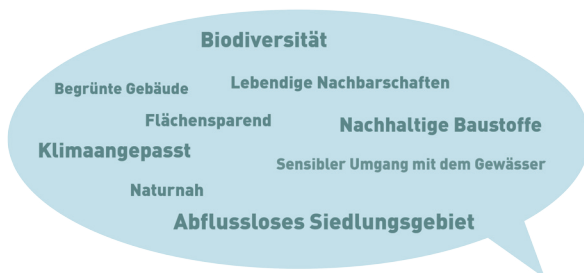 Biodiversität
Lebendige Nachbarschaften
Begrünte Gebäude
Flächensparend
Nachhaltige Baustoffe
Klimaangepasst
Sensibler Umgang mit dem Gewässer
Naturnah
Abflussloses Siedlungsgebiet